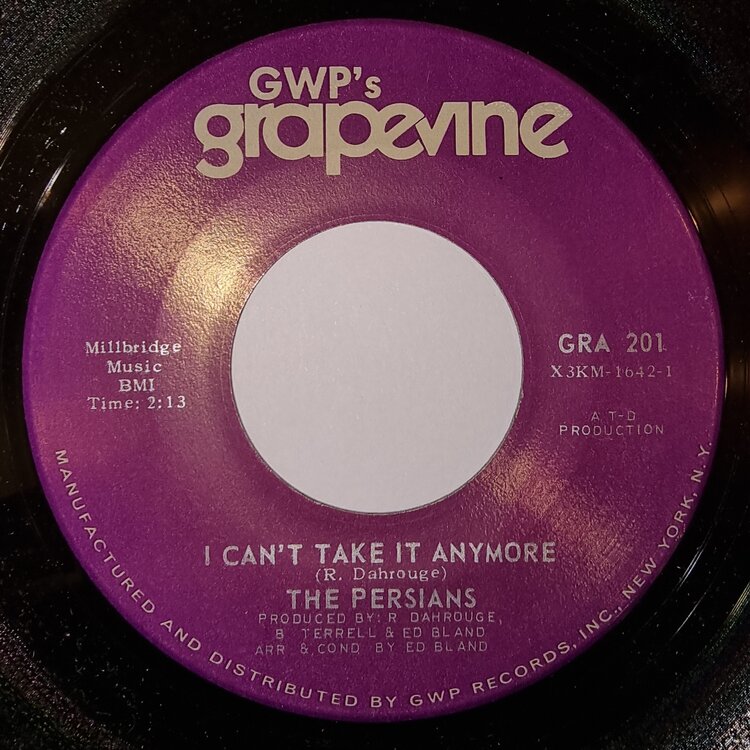 GWP's
grapevine
Millbridge
Music
BMI
Time: 2:13
GRA 201
X3KM-1642-1
A T-D
PRODUCTION
I CAN'T TAKE IT ANYMORE
(R. Dahrouge)
THE PERSIANS
PRODUCED BY: R DAHROUGE,
B TERRELL & ED BLAND
ARR & COND BY ED BLAND
MANUFACTURED AND DISTRIBUTED BY GWP RECORDS, INC., NEW YORK, N.Y.